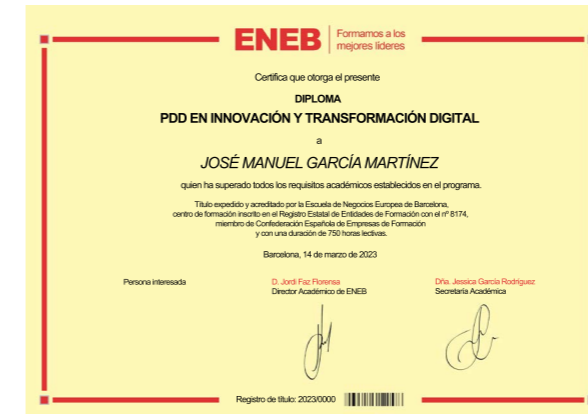 ENEB
Formamos a los
mejores líderes
Certifica que otorga el presente
DIPLOMA
PDD EN INNOVACIÓN Y TRANSFORMACIÓN DIGITAL
a
JOSÉ MANUEL GARCÍA MARTÍNEZ
quien ha superado todos los requisitos académicos establecidos en el programa.
Título expedido y acreditado por la Escuela de Negocios Europea de Barcelona,
centro de formación inscrito en el Registro Estatal de Entidades de Formación con el nº 8174,
miembro de Confederación Española de Empresas de Formación
y con una duración de 750 horas lectivas.
Barcelona, 14 de marzo de 2023
Persona interesada
D. Jordi Faz Florensa
Director Académico de ENEB
Dña. Jessica García Rodríguez
Secretaría Académica
Registro de título: 2023/0000